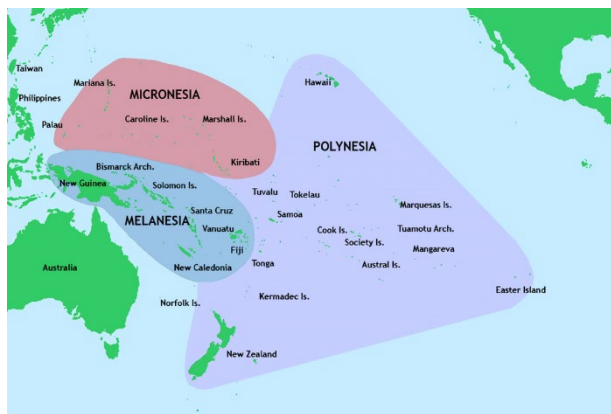 Taiwan
Hawaii
Mariana Is.
MICRONESIA
Philippines
Caroline Is.
Marshall Is.
Palau
POLYNESIA
Kiribati
Bismarck Arch.
New Guinea
Solomon Is.
Tuvalu
Tokelau
Santa Cruz
Samoa
Marquesas Is.
MELANESIA
Vanuatu
Cook Is.
Tuamotu Arch.
Society Is.
Fiji
Mangareva
Tonga
Austral Is.
Australia
New Caledonia
Easter Island
Norfolk Is.
Kermadec Is.
New Zealand